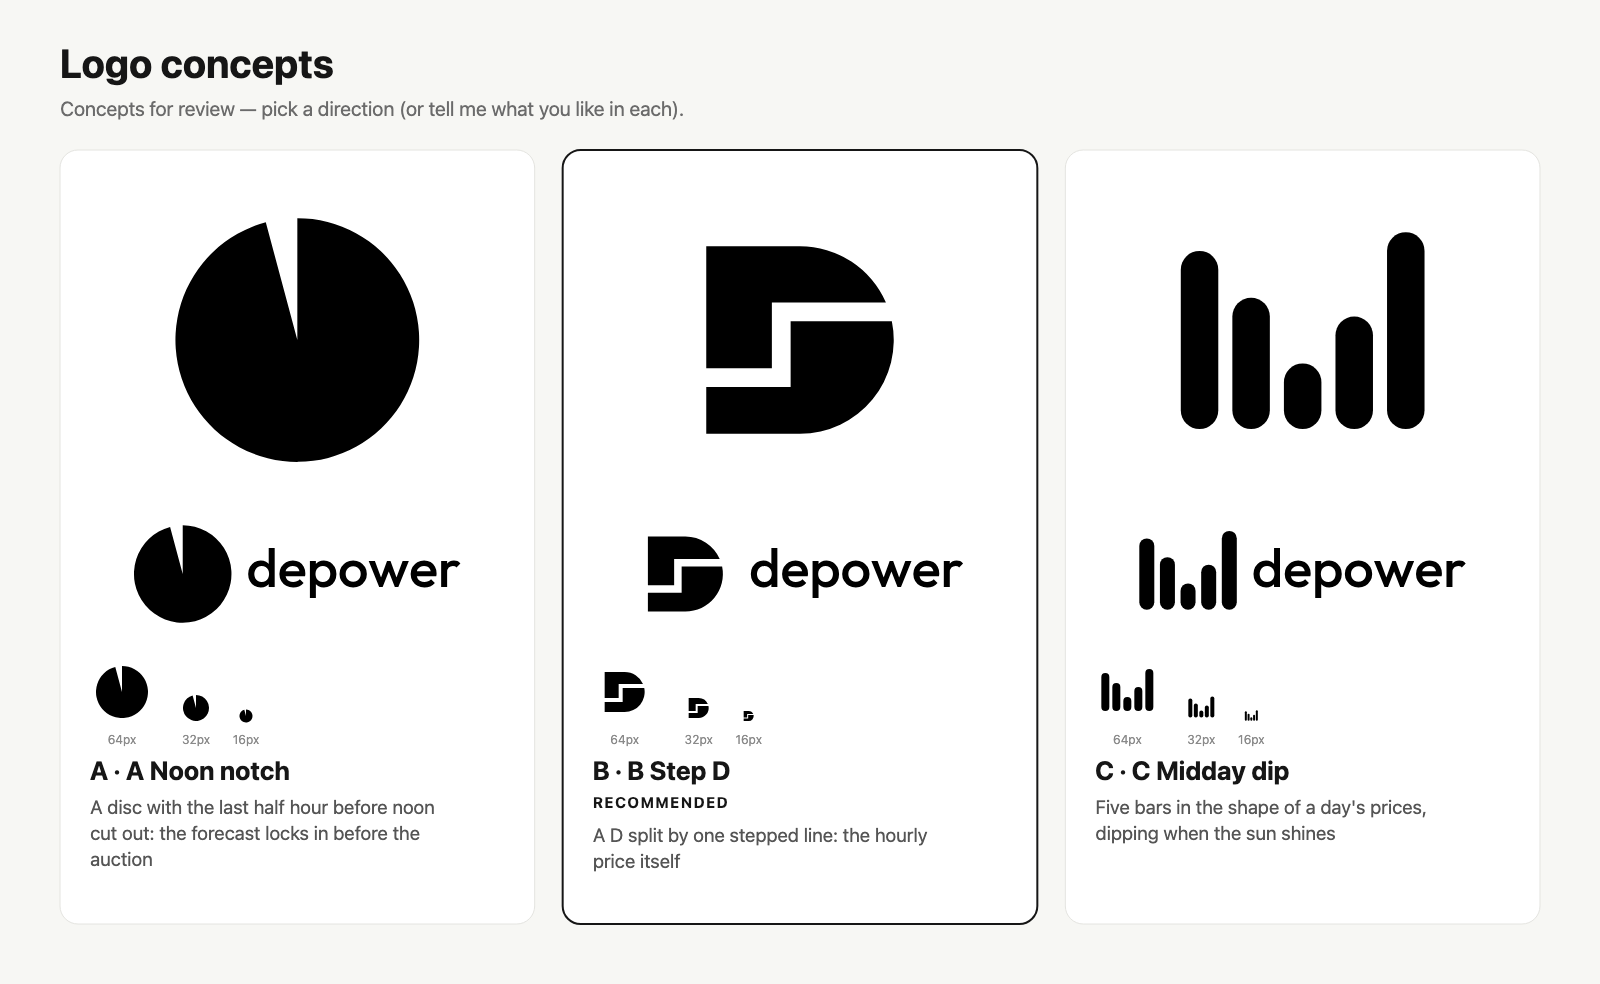 Logo concepts
Concepts for review — pick a direction (or tell me what you like in each).
depower
64px 32px 16px
A · A Noon notch
A disc with the last half hour before noon
cut out: the forecast locks in before the
auction
depower
64px 32px 16px
B · B Step D
RECOMMENDED
A D split by one stepped line: the hourly
price itself
depower
64px 32px 16px
C · C Midday dip
Five bars in the shape of a day's prices,
dipping when the sun shines